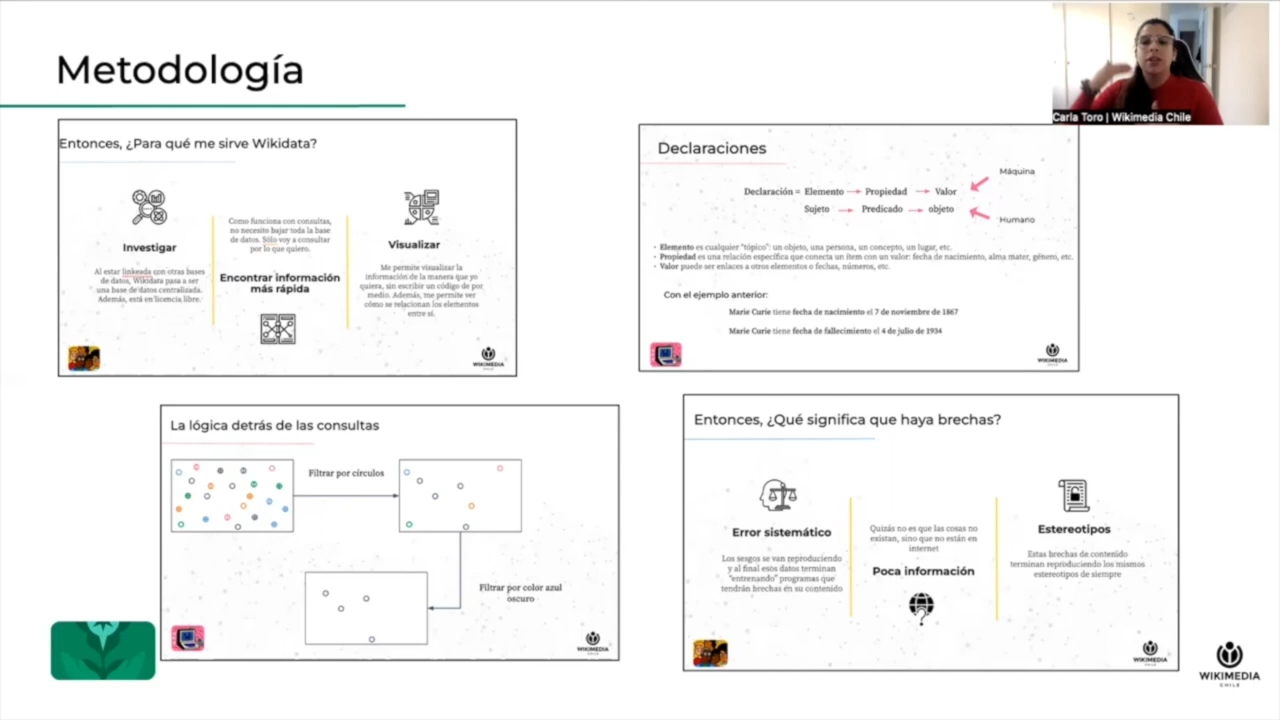 Metodología
Carla Toro | Wikimedia Chile
Entonces, ¿Para qué me sirve Wikidata?
Investigar
Al estar linkeada con otras bases
de datos, Wikidata pasa a ser
una base de datos centralizada.
Además, está en licencia libre.
Como funciona con consultas,
no necesito bajar toda la base
de datos. Sólo voy a consultar
por lo que quiero.
Encontrar información
más rápida
Visualizar
Me permite visualizar la
información de la manera que yo
quiera, sin escribir un código de por
medio. Además, me permite ver
cómo se relacionan los elementos
entre sí.
WIKIMEDIA
CHILE
Declaraciones
Declaración = Elemento Propiedad Valor
Sujeto Predicado objeto
Máquina
Humano
• Elemento es cualquier "tópico": un objeto, una persona, un concepto, un lugar, etc.
• Propiedad es una relación específica que conecta un ítem con un valor: fecha de nacimiento, alma mater, género, etc.
• Valor puede ser enlaces a otros elementos o fechas, números, etc.
Con el ejemplo anterior:
Marie Curie tiene fecha de nacimiento el 7 de noviembre de 1867
Marie Curie tiene fecha de fallecimiento el 4 de julio de 1934
WIKIMEDIA
CHILE
La lógica detrás de las consultas
Filtrar por círculos
Filtrar por color azul
oscuro
WIKIMEDIA
CHILE
Entonces, ¿Qué significa que haya brechas?
Error sistemático
Los sesgos se van reproduciendo
y al final esos datos terminan
"entrenando" programas que
tendrán brechas en su contenido
Quizás no es que las cosas no
existan, sino que no están en
internet
Poca información
Estereotipos
Estas brechas de contenido
terminan reproduciendo los mismos
estereotipos de siempre
WIKIMEDIA
CHILE
WIKIMEDIA
CHILE